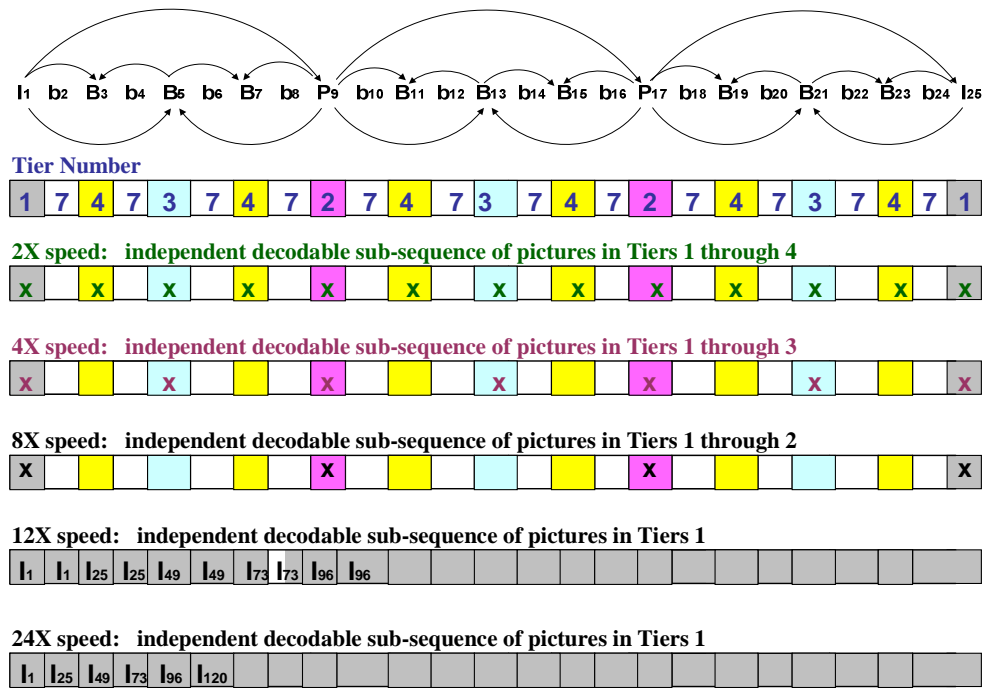 I1 b2 B3 b4 B5 b6 B7 b8 P9 b10 B11 b12 B13 b14 B15 b16 P17 b18 B19 b20 B21 b22 B23 b24 I25
Tier Number
1 7 4 7 3 7 4 7 2 7 4 7 3 7 4 7 2 7 4 7 3 7 4 7 1
2X speed: independent decodable sub-sequence of pictures in Tiers 1 through 4
x x x x x x x x x x x x x
4X speed: independent decodable sub-sequence of pictures in Tiers 1 through 3
x x x x x x x
8X speed: independent decodable sub-sequence of pictures in Tiers 1 through 2
x x x x
12X speed: independent decodable sub-sequence of pictures in Tiers 1
I1 I1 I25 I25 I49 I49 I73 I73 I96 I96
24X speed: independent decodable sub-sequence of pictures in Tiers 1
I1 I25 I49 I73 I96 I120